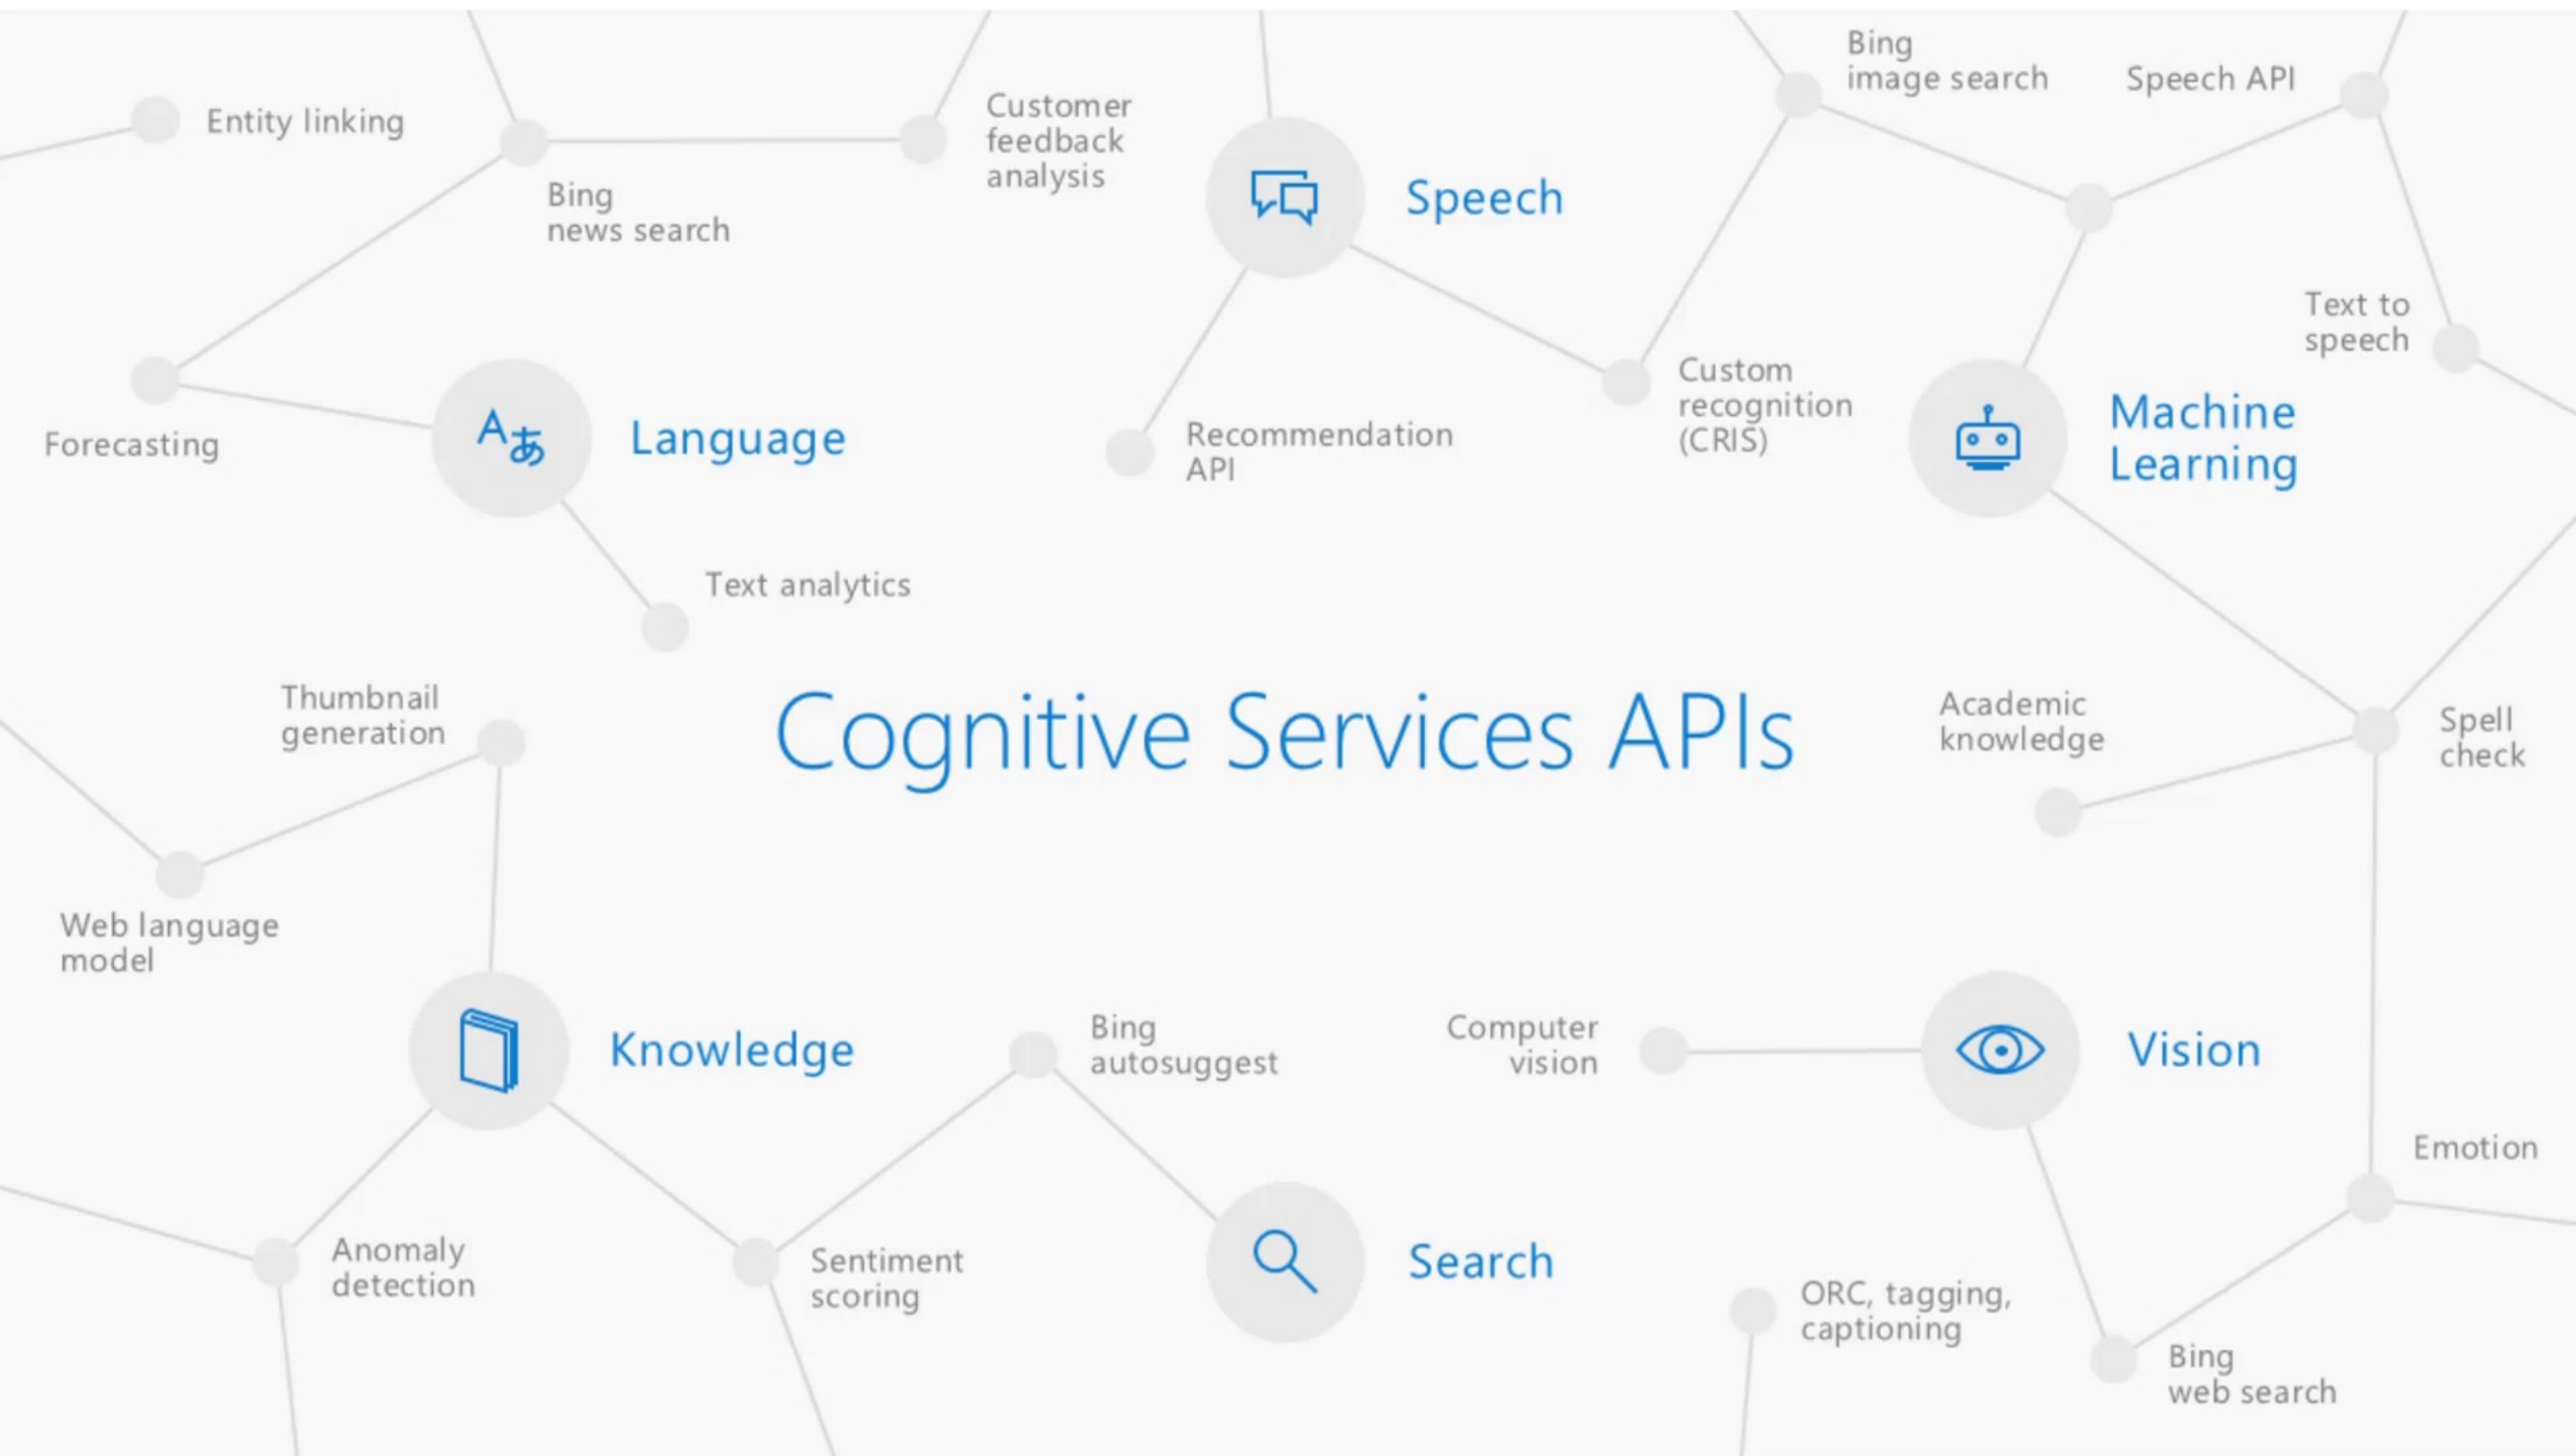 Bing
image search
Speech API
Entity linking
Customer
feedback
analysis
Bing
news search
Speech
Text to
speech
Custom
recognition
(CRIS)
Machine
Learning
Forecasting
Language
Recommendation
API
Text analytics
Thumbnail
generation
Cognitive Services APIs
Academic
knowledge
Spell
check
Web language
model
Knowledge
Bing
autosuggest
Computer
vision
Vision
Emotion
Anomaly
detection
Sentiment
scoring
Search
ORC, tagging,
captioning
Bing
web search
A あ